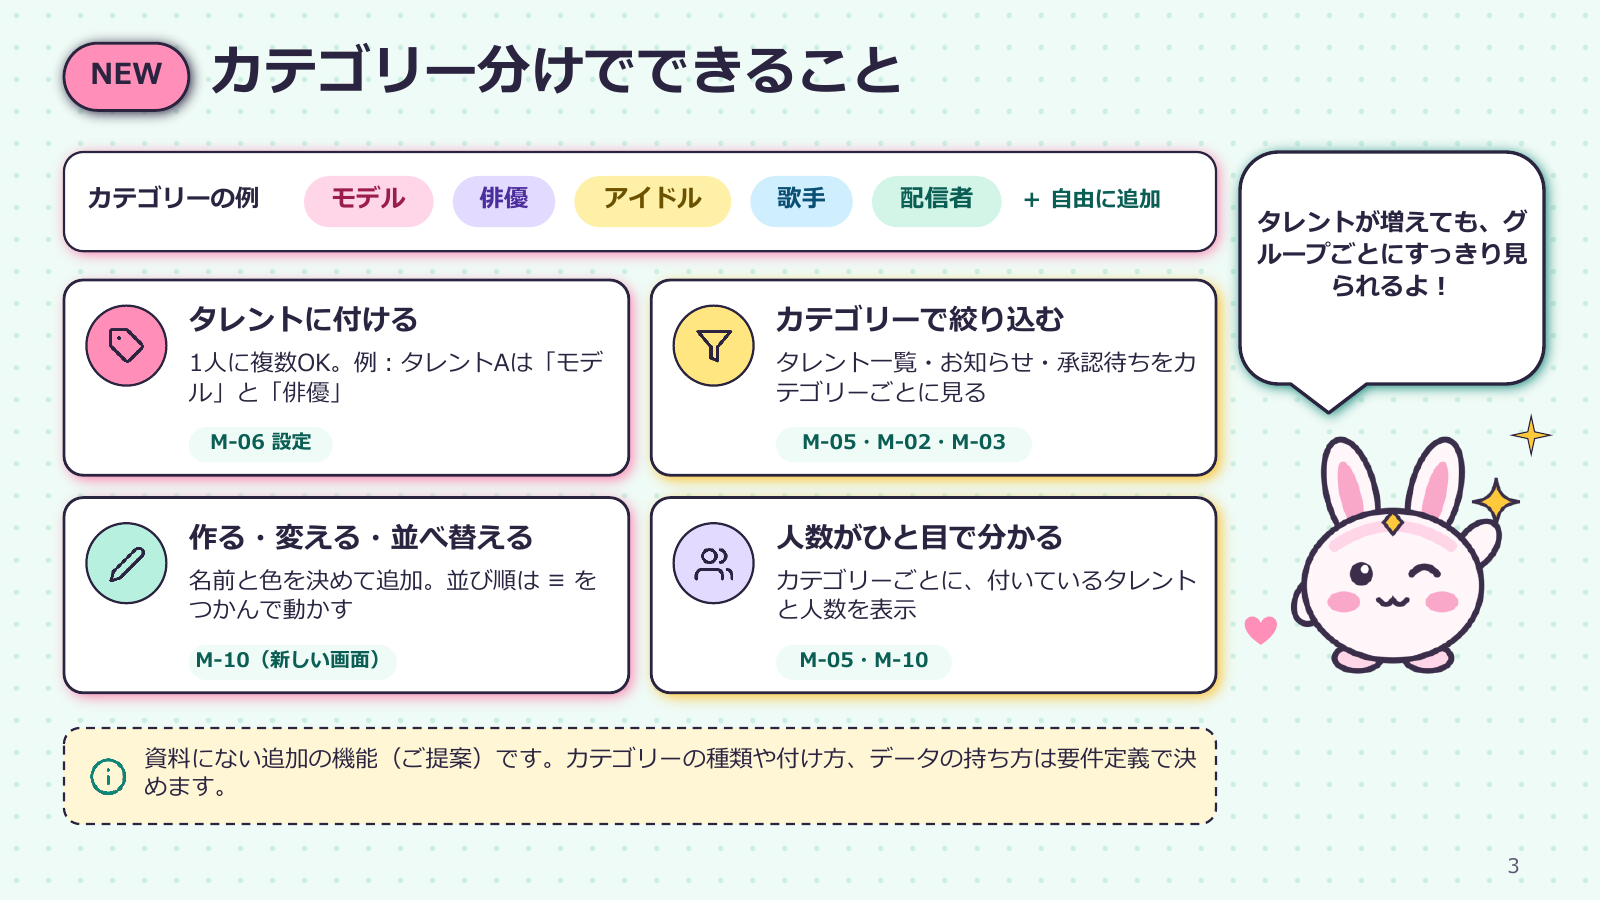 NEW
カテゴリー分けでできること
カテゴリーの例
モデル
俳優
アイドル
歌手
配信者
+ 自由に追加
タレントが増えても、グ
ループごとにすっきり見
られるよ！
タレントに付ける
1人に複数OK。例：タレントAは「モデ
ル」と「俳優」
M-06 設定
カテゴリーで絞り込む
タレント一覧・お知らせ・承認待ちをカ
テゴリーごとに見る
M-05・M-02・M-03
作る・変える・並べ替える
名前と色を決めて追加。並び順は ≡ を
つかんで動かす
M-10（新しい画面）
人数がひと目で分かる
カテゴリーごとに、付いているタレント
と人数を表示
M-05・M-10
資料にない追加の機能（ご提案）です。カテゴリーの種類や付け方、データの持ち方は要件定義で決
めます。
3